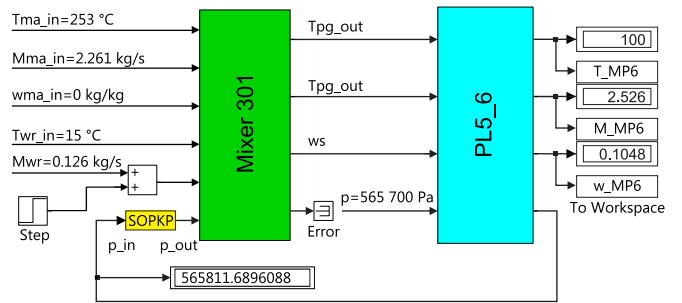 Tma_in=253 °C
Mma_in=2.261 kg/s
wma_in=0 kg/kg
Twr_in=15 °C
Mwr=0.126 kg/s
+
+
Step
SOPKP
p_in
p_out
565811.6896088
Mixer 301
Tpg_out
Tpg_out
ws
Error
p=565 700 Pa
PL5_6
100
T_MP6
2.526
M_MP6
0.1048
w_MP6
To Workspace